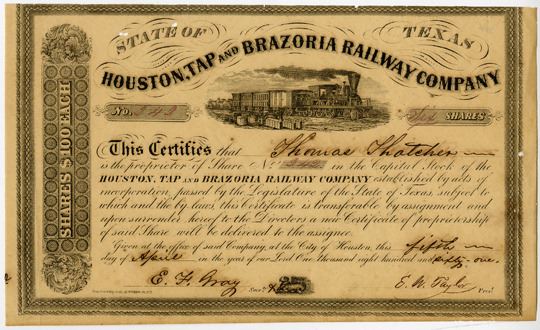 STATE OF TEXAS
HOUSTON, TAP AND BRAZORIA RAILWAY COMPANY
No. 342 Six SHARES
SHARES $100 EACH
This Certifies that Thomas Thatcher
is the proprietor of Share No. 342 in the Capital Stock of the
HOUSTON, TAP AND BRAZORIA RAILWAY COMPANY established by acts of
incorporation, passed by the Legislature of the State of Texas, subject to
which and the by laws, this Certificate is transferable by assignment and
upon surrender hereof to the Directors a new Certificate of proprietorship
of said Share will be delivered to the assignee.
Given at the office of said Company, at the City of Houston, this fifth
day of April in the year of our Lord One thousand eight hundred and fifty-one.
E. F. Gray Secy. E. W. Taylor Prest.